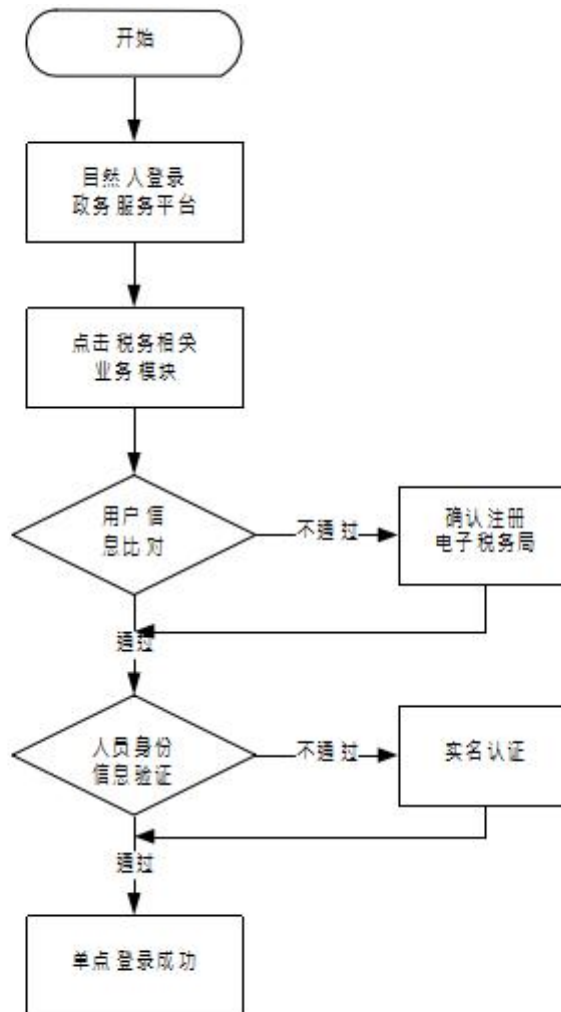 开始
自然人登录
政务服务平台
点击税务相关
业务模块
用户信
息比对
不通过
确认注册
电子税务局
通过
人员身份
信息验证
不通过
实名认证
通过
单点登录成功